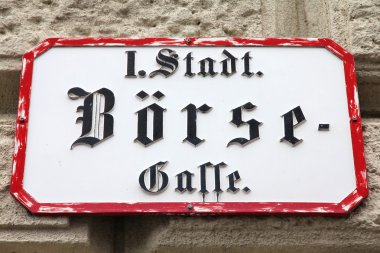 I. Stadt.
Börse-
Gasse.